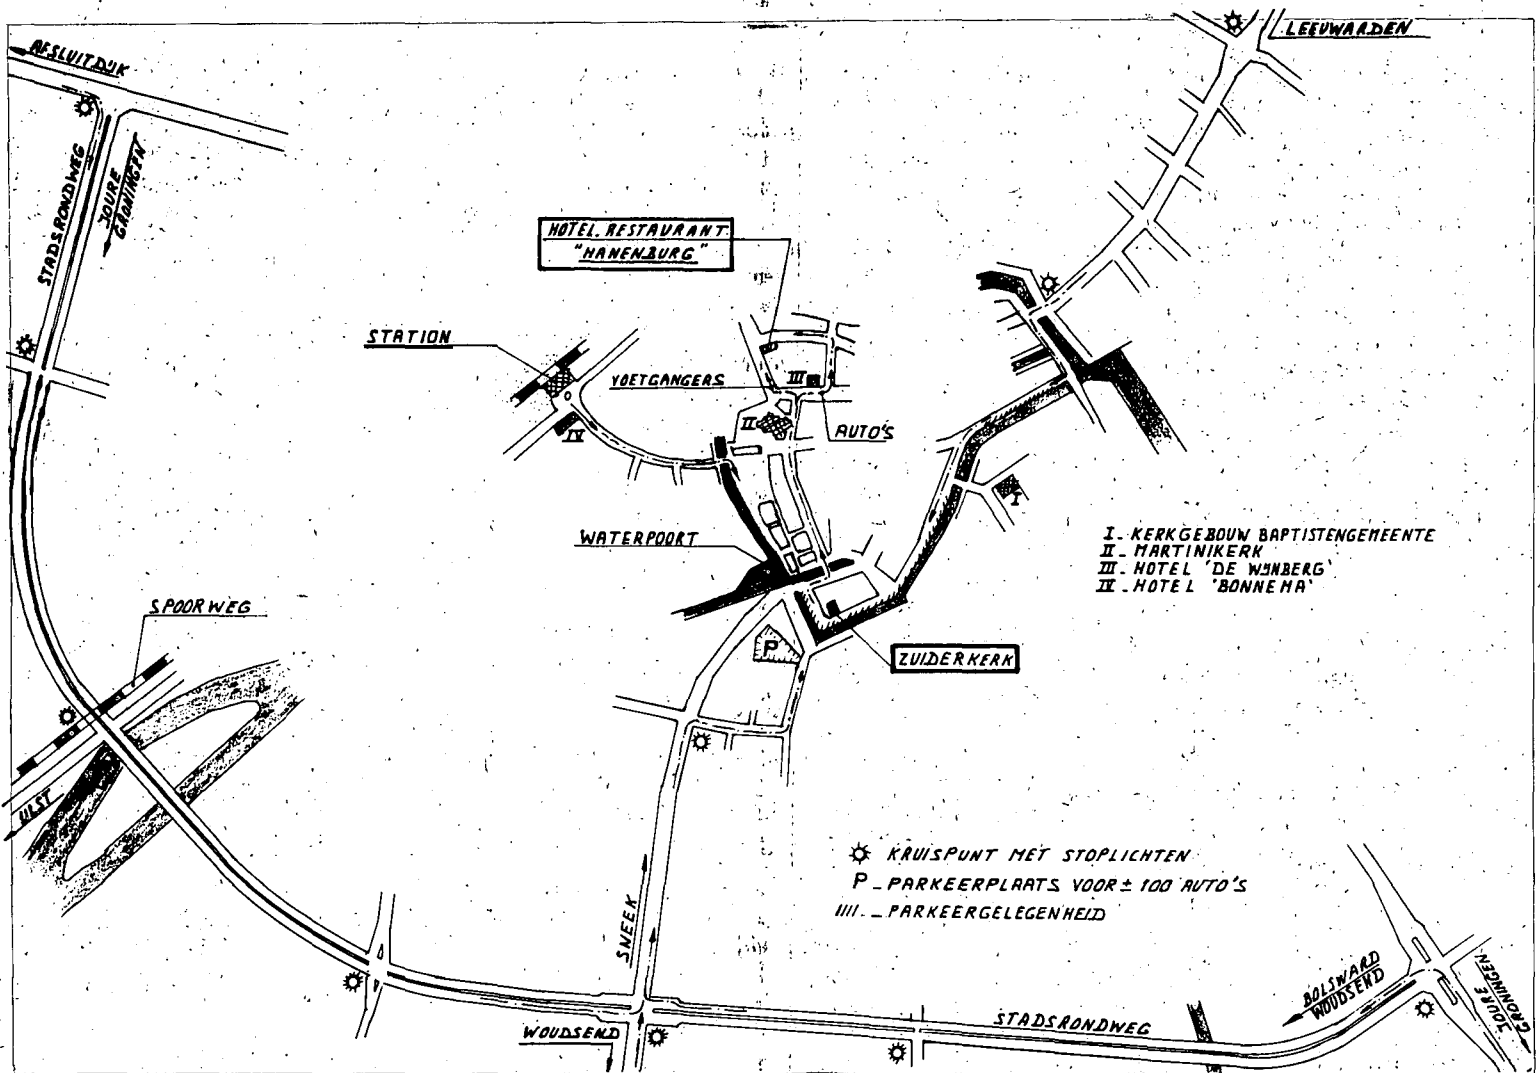 AFSLUITDIJK
LEEUWARDEN
STADSRONDWEG
JOURE
GRONINGEN
HOTEL. RESTAURANT.
"HANENBURG"
STATION
VOETGANGERS
III
II
IV
AUTO'S
I
WATERPOORT
I. KERKGEBOUW BAPTISTENGEMEENTE
II. MARTINIKERK
III. HOTEL 'DE WIJNBERG'
IV. HOTEL 'BONNEMA'
SPOORWEG
P
ZUIDERKERK
IJLST
KRUISPUNT MET STOPLICHTEN
P. PARKEERPLAATS VOOR ± 100 AUTO'S
IIII. PARKEERGELEGENHEID
SNEEK
BOLSWARD
WOUDSEND
JOURE
GRONINGEN
WOUDSEND
STADSRONDWEG